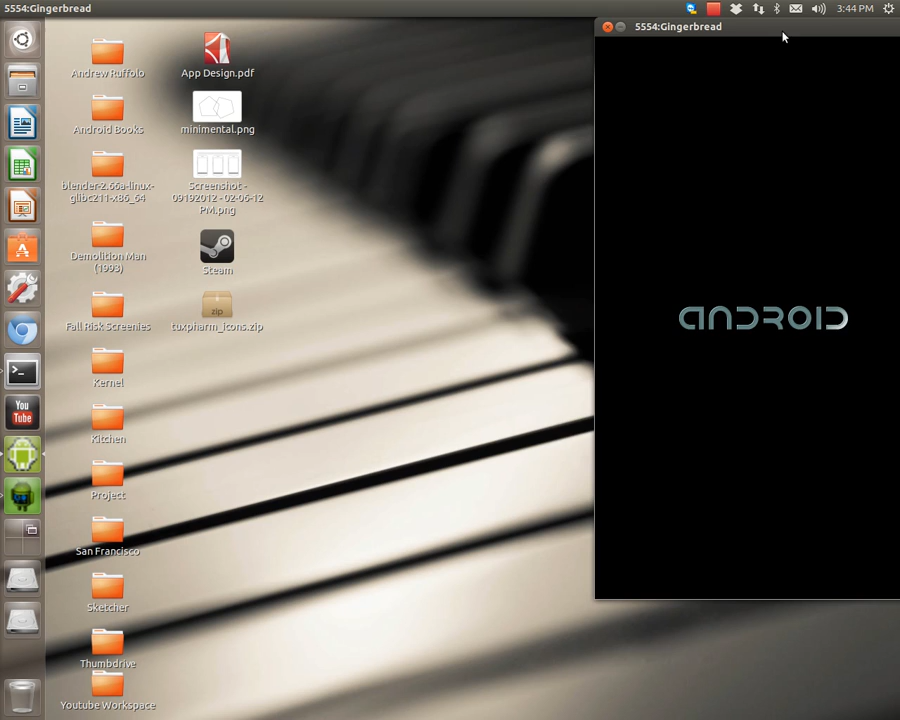 5554:Gingerbread
3:44 PM
5554:Gingerbread
Andrew Ruffolo
App Design.pdf
Android Books
minimental.png
blender-2.66a-linux-
glibc211-x86_64
Screenshot -
09192012 - 02-06-12
PM.png
Demolition Man
(1993)
Steam
Fall Risk Screenies
zip
tuxpharm_icons.zip
ANDROID
Kernel
You
Tube
Kitchen
Project
San Francisco
Sketcher
Thumbdrive
Youtube Workspace